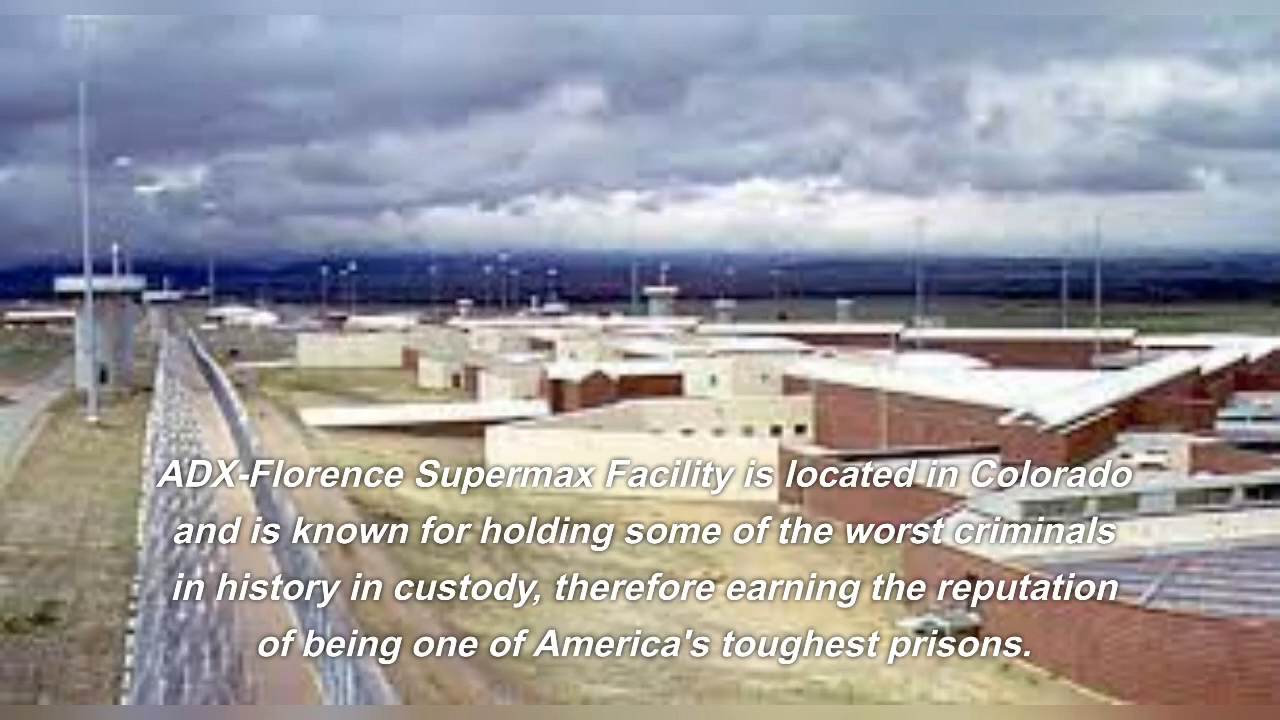 ADX-Florence Supermax Facility is located in Colorado
and is known for holding some of the worst criminals
in history in custody, therefore earning the reputation
of being one of America's toughest prisons.